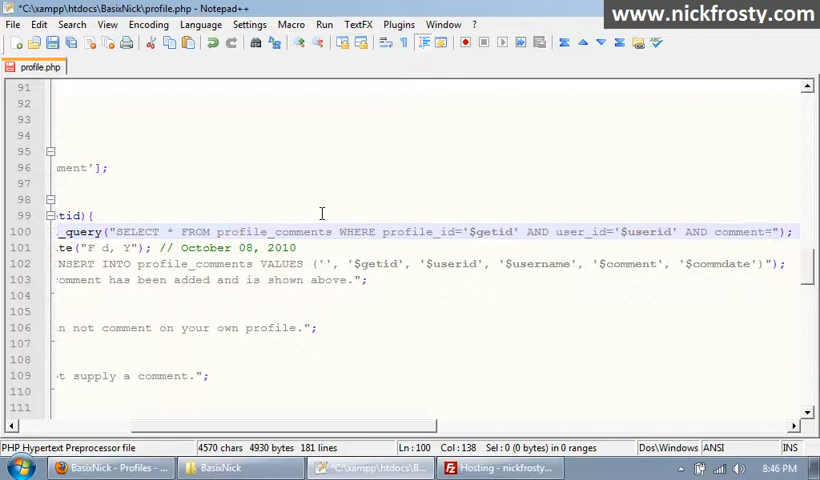 *C:\xampp\htdocs\BasixNick\profile.php - Notepad++
www.nickfrosty.com
File Edit Search View Encoding Language Settings Macro Run TextFX Plugins Window ?
profile.php
91
92
93
94
95
96 ment'];
97
98
99 tid){
100 _query("SELECT * FROM profile_comments WHERE profile_id='$getid' AND user_id='$userid' AND comment=");
101 te("F d, Y"); // October 08, 2010
102 NSERT INTO profile_comments VALUES ('', '$getid', '$userid', '$username', '$comment', '$commdate')");
103 comment has been added and is shown above.";
104
105
106 n not comment on your own profile.";
107
108
109 ot supply a comment.";
110
111
PHP Hypertext Preprocessor file 4570 chars 4930 bytes 181 lines Ln : 100 Col : 138 Sel : 0 (0 bytes) in 0 ranges Dos\Windows ANSI INS
BasixNick - Profiles - ... BasixNick *C:\xampp\htdocs\B... Hosting - nickfrosty... 8:46 PM